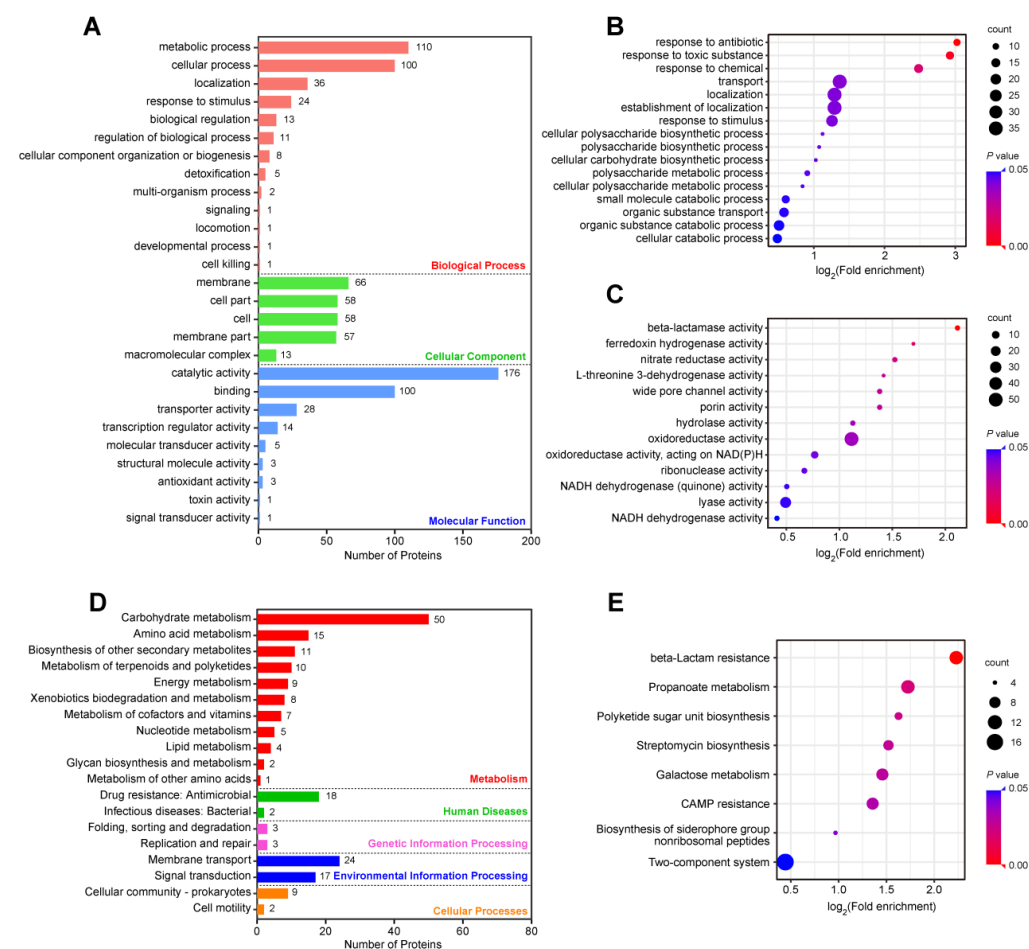 A
metabolic process 110
cellular process 100
localization 36
response to stimulus 24
biological regulation 13
regulation of biological process 11
cellular component organization or biogenesis 8
detoxification 5
multi-organism process 2
signaling 1
locomotion 1
developmental process 1
cell killing 1
Biological Process
membrane 66
cell part 58
cell 58
membrane part 57
macromolecular complex 13
Cellular Component
catalytic activity 176
binding 100
transporter activity 28
transcription regulator activity 14
molecular transducer activity 5
structural molecule activity 3
antioxidant activity 3
toxin activity 1
signal transducer activity 1
Molecular Function
0 50 100 150 200
Number of Proteins
B
response to antibiotic
response to toxic substance
response to chemical
transport
localization
establishment of localization
response to stimulus
cellular polysaccharide biosynthetic process
polysaccharide biosynthetic process
cellular carbohydrate biosynthetic process
polysaccharide metabolic process
cellular polysaccharide metabolic process
small molecule catabolic process
organic substance transport
organic substance catabolic process
cellular catabolic process
1 2 3
log2(Fold enrichment)
count
10
15
20
25
30
35
P value
0.05
0.00
C
beta-lactamase activity
ferredoxin hydrogenase activity
nitrate reductase activity
L-threonine 3-dehydrogenase activity
wide pore channel activity
porin activity
hydrolase activity
oxidoreductase activity
oxidoreductase activity, acting on NAD(P)H
ribonuclease activity
NADH dehydrogenase (quinone) activity
lyase activity
NADH dehydrogenase activity
0.5 1.0 1.5 2.0
log2(Fold enrichment)
count
10
20
30
40
50
P value
0.05
0.00
D
Carbohydrate metabolism 50
Amino acid metabolism 15
Biosynthesis of other secondary metabolites 11
Metabolism of terpenoids and polyketides 10
Energy metabolism 9
Xenobiotics biodegradation and metabolism 8
Metabolism of cofactors and vitamins 7
Nucleotide metabolism 5
Lipid metabolism 4
Glycan biosynthesis and metabolism 2
Metabolism of other amino acids 1
Metabolism
Drug resistance: Antimicrobial 18
Infectious diseases: Bacterial 2
Human Diseases
Folding, sorting and degradation 3
Replication and repair 3
Genetic Information Processing
Membrane transport 24
Signal transduction 17
Environmental Information Processing
Cellular community - prokaryotes 9
Cell motility 2
Cellular Processes
0 20 40 60 80
Number of Proteins
E
beta-Lactam resistance
Propanoate metabolism
Polyketide sugar unit biosynthesis
Streptomycin biosynthesis
Galactose metabolism
CAMP resistance
Biosynthesis of siderophore group
nonribosomal peptides
Two-component system
0.5 1.0 1.5 2.0
log2(Fold enrichment)
count
4
8
12
16
P value
0.05
0.00